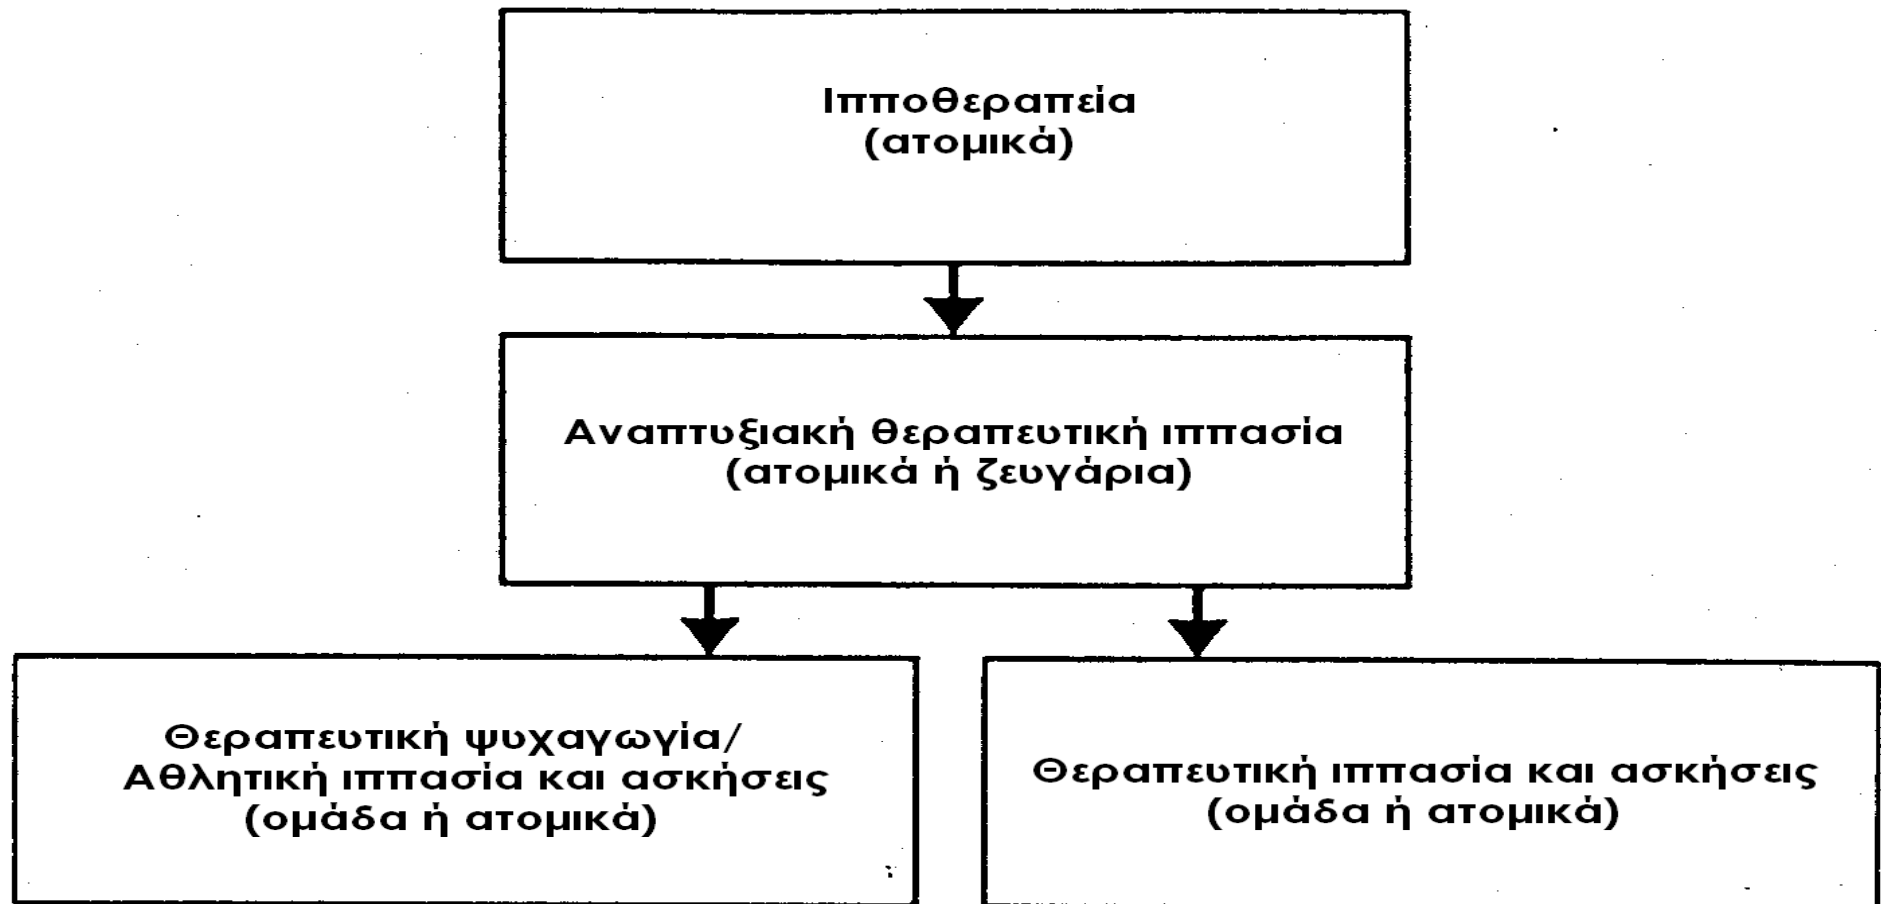 Ιπποθεραπεία
(ατομικά)
Αναπτυξιακή θεραπευτική ιππασία
(ατομικά ή ζευγάρια)
Θεραπευτική ψυχαγωγία/
Αθλητική ιππασία και ασκήσεις
(ομάδα ή ατομικά)
Θεραπευτική ιππασία και ασκήσεις
(ομάδα ή ατομικά)